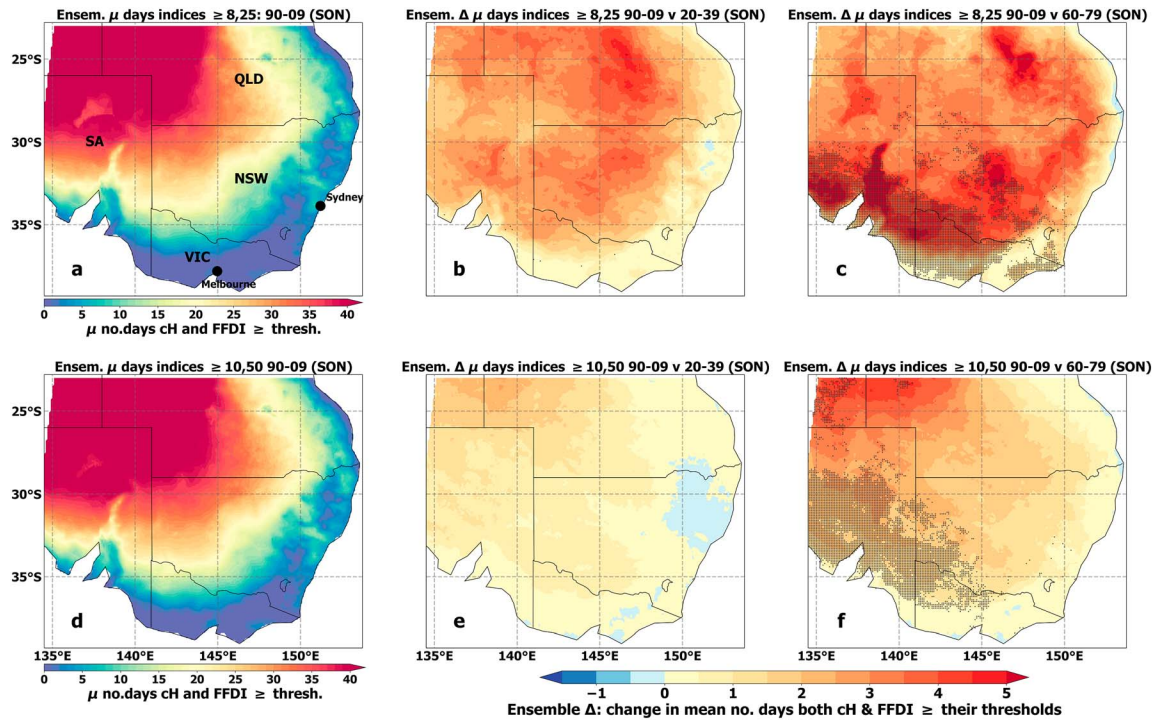 Ensem. μ days indices ≥ 8,25: 90-09 (SON)
Ensem. Δ μ days indices ≥ 8,25 90-09 v 20-39 (SON)
Ensem. Δ μ days indices ≥ 8,25 90-09 v 60-79 (SON)
25°S
30°S
35°S
QLD
SA
NSW
Sydney
VIC
Melbourne
a
b
c
0 5 10 15 20 25 30 35 40
μ no.days cH and FFDI ≥ thresh.
Ensem. μ days indices ≥ 10,50 90-09 (SON)
Ensem. Δ μ days indices ≥ 10,50 90-09 v 20-39 (SON)
Ensem. Δ μ days indices ≥ 10,50 90-09 v 60-79 (SON)
25°S
30°S
35°S
d
e
f
135°E 140°E 145°E 150°E
135°E 140°E 145°E 150°E
135°E 140°E 145°E 150°E
0 5 10 15 20 25 30 35 40
μ no.days cH and FFDI ≥ thresh.
−1 0 1 2 3 4 5
Ensemble Δ: change in mean no. days both cH & FFDI ≥ their thresholds